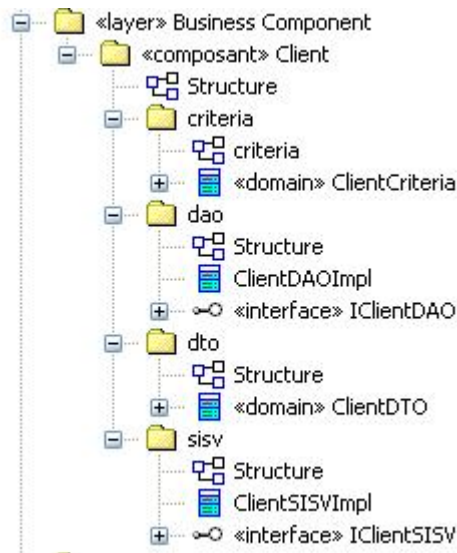 «layer» Business Component
«composant» Client
Structure
criteria
criteria
«domain» ClientCriteria
dao
Structure
ClientDAOImpl
«interface» IClientDAO
dto
Structure
«domain» ClientDTO
sisv
Structure
ClientSISVImpl
«interface» IClientSISV